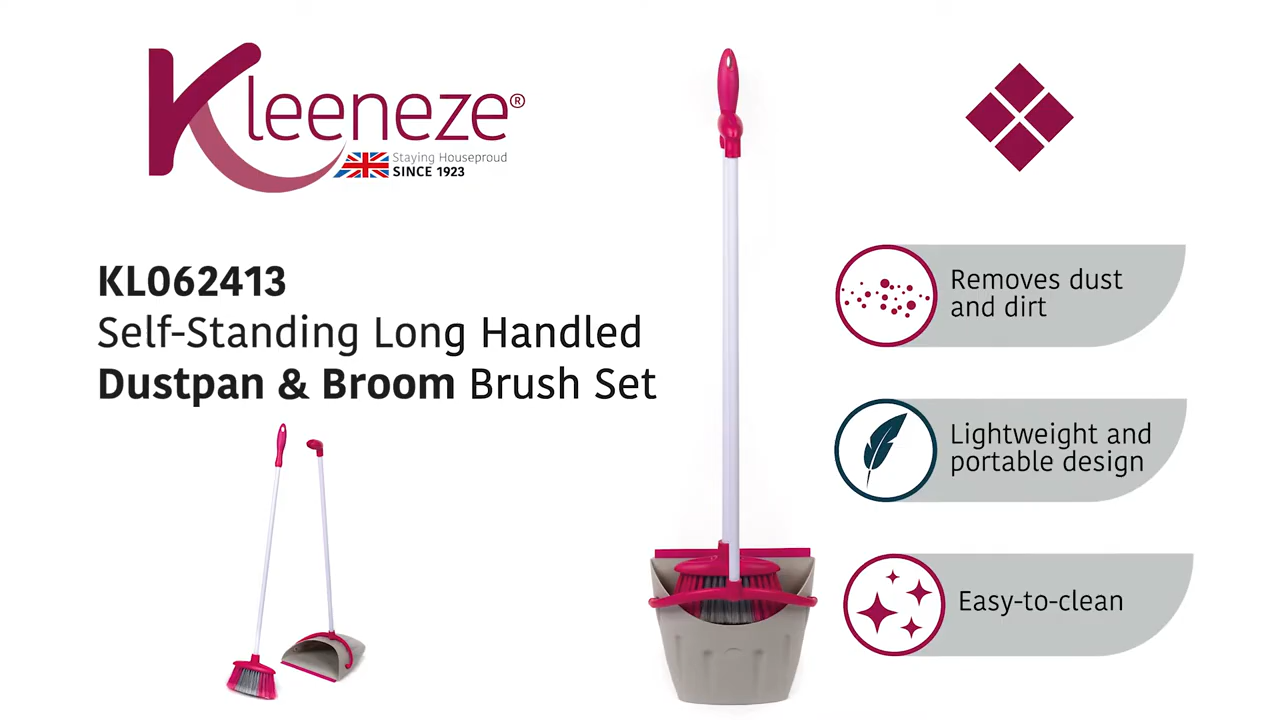 Kleeneze®
Staying Houseproud
SINCE 1923
KL062413
Self-Standing Long Handled
Dustpan & Broom Brush Set
Removes dust
and dirt
Lightweight and
portable design
Easy-to-clean